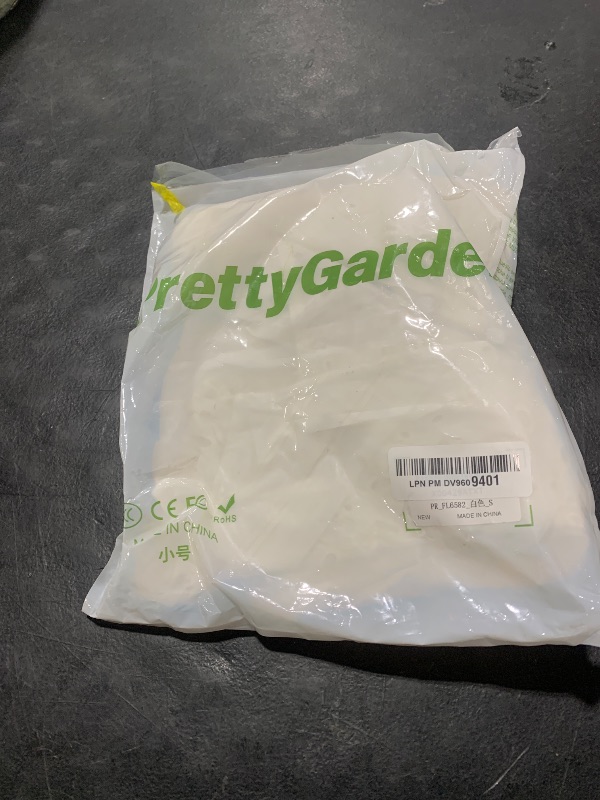 rettyGarde
LPN PM DV9609401
PR_FL6582_白色_S
NEW MADE IN CHINA
CE FC RoHS
IN CHINA
小号